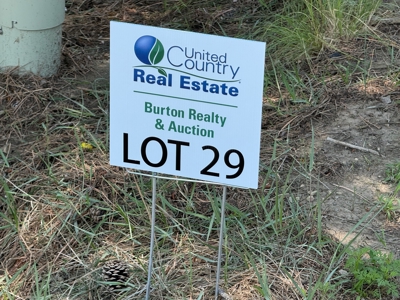 United
Country
Real Estate
Burton Realty
& Auction
LOT 29